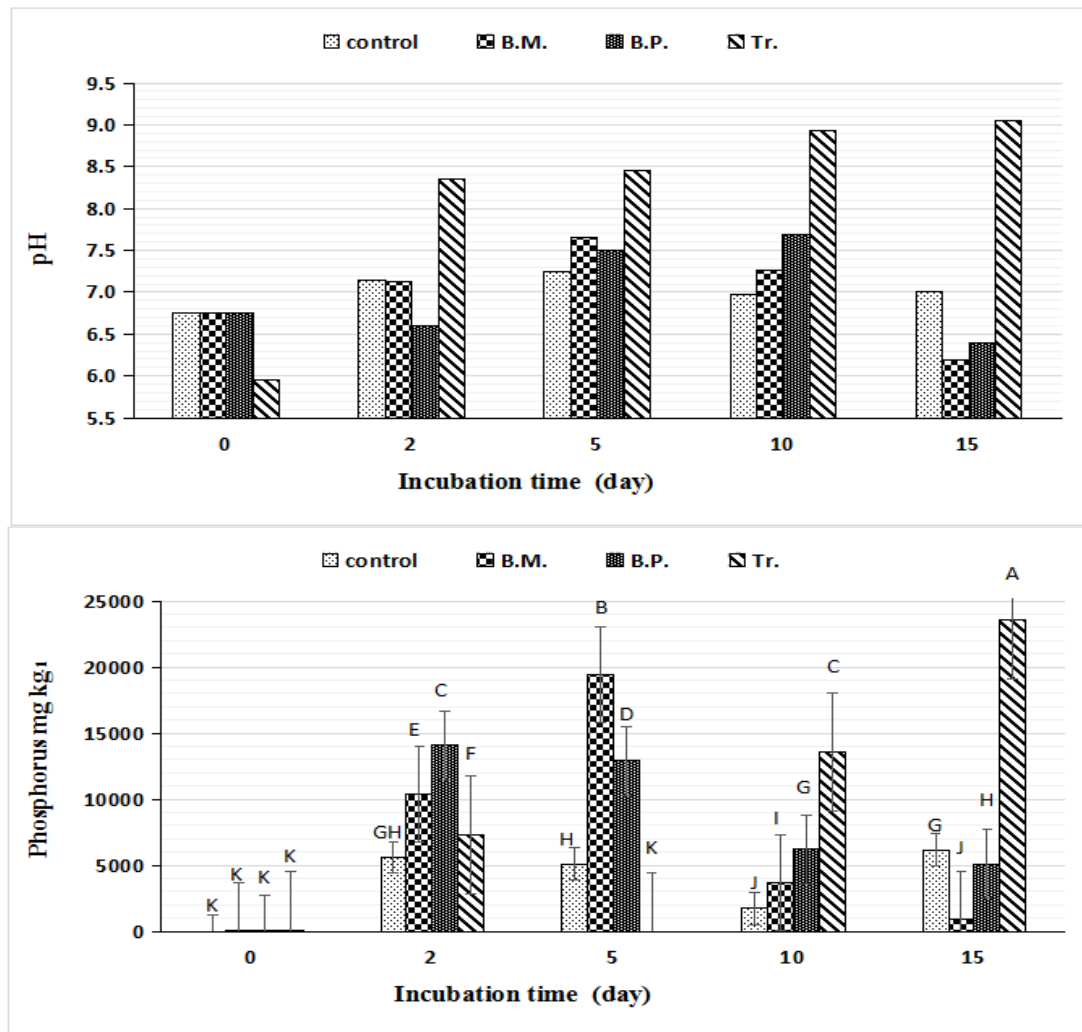 control B.M. B.P. Tr.
9.5
9.0
8.5
8.0
7.5
7.0
6.5
6.0
5.5
pH
0 2 5 10 15
Incubation time (day)
control B.M. B.P. Tr.
A
25000
B
20000
C
C
15000
D
E
F
10000
G
H
GH
H
I
G
5000
K
J
J
K K K
K
0
Phosphorus mg kg1
0 2 5 10 15
Incubation time (day)